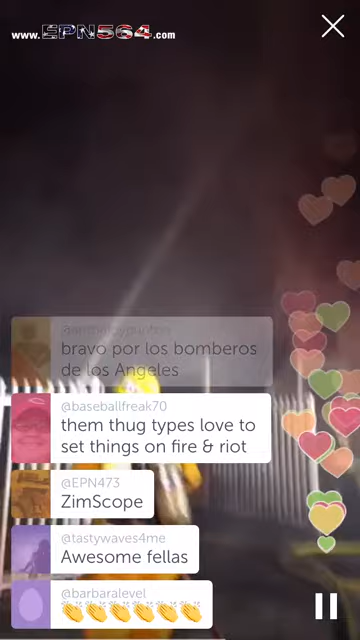 www.EPN564.com
bravo por los bomberos
de los Angeles
@baseballfreak70
them thug types love to
set things on fire & riot
@EPN473
ZimScope
@tastywaves4me
Awesome fellas
@barbaralevel
👏👏👏👏👏👏